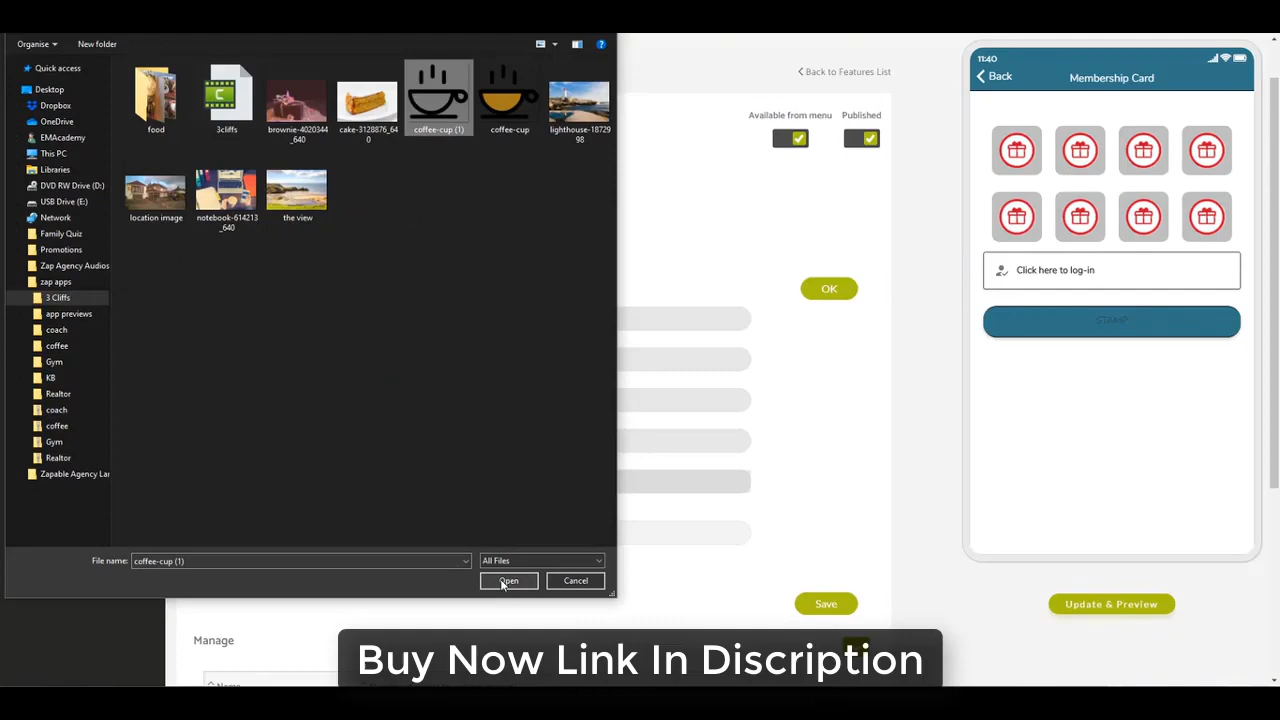 Organise
New folder
Quick access
Desktop
Dropbox
OneDrive
EMAcademy
This PC
Libraries
DVD RW Drive (D:)
USB Drive (E:)
Network
Family Quiz
Promotions
Zap Agency Audios
zap apps
3 Cliffs
app previews
coach
coffee
Gym
KB
Realtor
coach
coffee
Gym
Realtor
Zapable Agency Lar
food
3cliffs
brownie-4020344
_640
cake-3128876_64
0
coffee-cup (1)
coffee-cup
lighthouse-18729
98
location image
notebook-614213
_640
the view
File name:
coffee-cup (1)
All Files
Open
Cancel
Back to Features List
Available from menu
Published
OK
Save
Manage
Name
11:40
Back
Membership Card
Click here to log-in
STAMP
Update & Preview
Buy Now Link In Discription